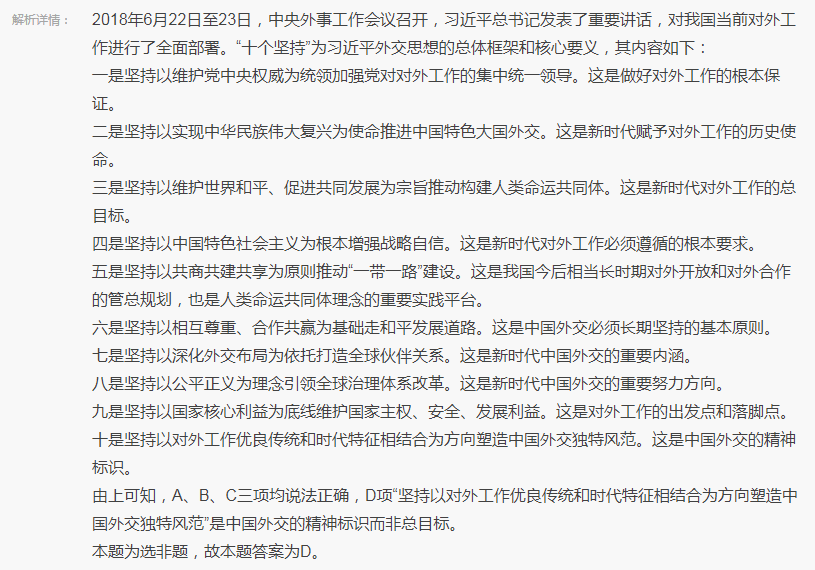 解析详情： 2018年6月22日至23日，中央外事工作会议召开，习近平总书记发表了重要讲话，对我国当前对外工
作进行了全面部署。“十个坚持”为习近平外交思想的总体框架和核心要义，其内容如下：
一是坚持以维护党中央权威为统领加强党对对外工作的集中统一领导。这是做好对外工作的根本保
证。
二是坚持以实现中华民族伟大复兴为使命推进中国特色大国外交。这是新时代赋予对外工作的历史使
命。
三是坚持以维护世界和平、促进共同发展为宗旨推动构建人类命运共同体。这是新时代对外工作的总
目标。
四是坚持以中国特色社会主义为根本增强战略自信。这是新时代对外工作必须遵循的根本要求。
五是坚持以共商共建共享为原则推动“一带一路”建设。这是我国今后相当长时期对外开放和对外合作
的管总规划，也是人类命运共同体理念的重要实践平台。
六是坚持以相互尊重、合作共赢为基础走和平发展道路。这是中国外交必须长期坚持的基本原则。
七是坚持以深化外交布局为依托打造全球伙伴关系。这是新时代中国外交的重要内涵。
八是坚持以公平正义为理念引领全球治理体系改革。这是新时代中国外交的重要努力方向。
九是坚持以国家核心利益为底线维护国家主权、安全、发展利益。这是对外工作的出发点和落脚点。
十是坚持以对外工作优良传统和时代特征相结合为方向塑造中国外交独特风范。这是中国外交的精神
标识。
由上可知，A、B、C三项均说法正确，D项“坚持以对外工作优良传统和时代特征相结合为方向塑造中
国外交独特风范”是中国外交的精神标识而非总目标。
本题为选非题，故本题答案为D。